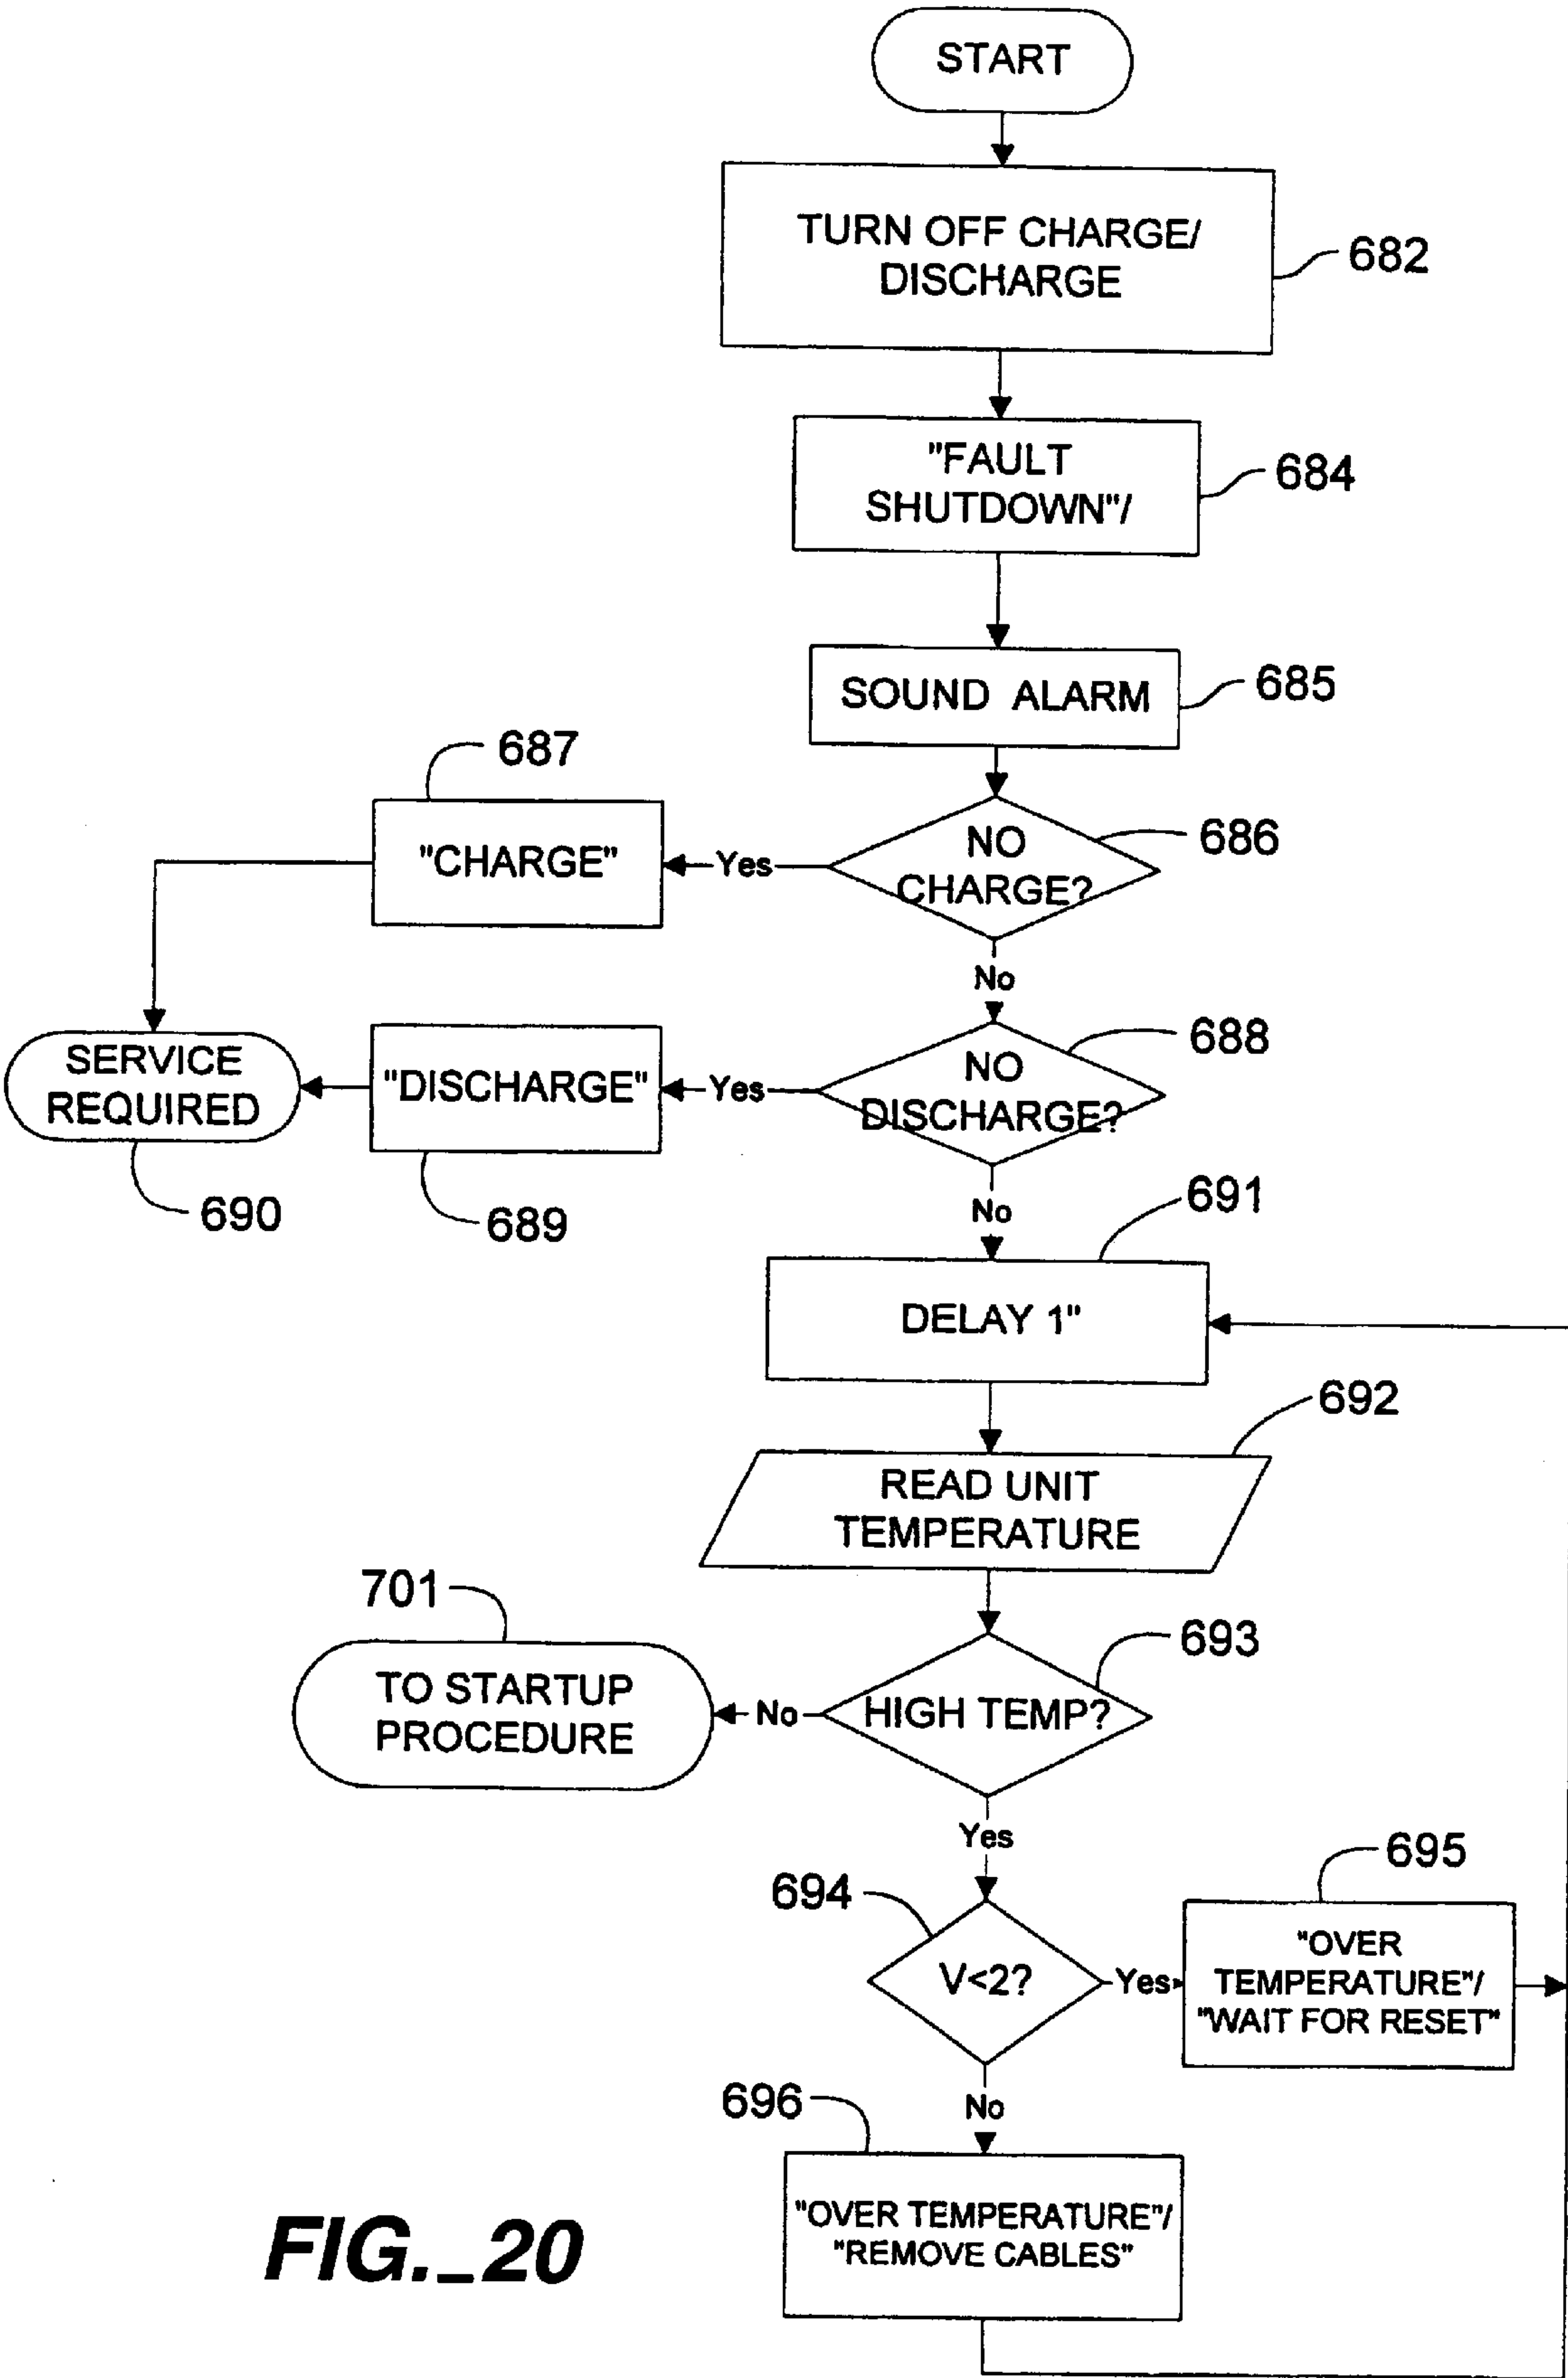 START
TURN OFF CHARGE/
DISCHARGE
682
"FAULT
SHUTDOWN"/
684
SOUND ALARM
685
687
"CHARGE"
Yes
NO
CHARGE?
686
No
SERVICE
REQUIRED
690
"DISCHARGE"
689
Yes
NO
DISCHARGE?
688
No
691
DELAY 1"
692
READ UNIT
TEMPERATURE
701
TO STARTUP
PROCEDURE
No
HIGH TEMP?
693
Yes
694
V<2?
Yes
695
"OVER
TEMPERATURE"/
"WAIT FOR RESET"
No
696
"OVER TEMPERATURE"/
"REMOVE CABLES"
FIG._20